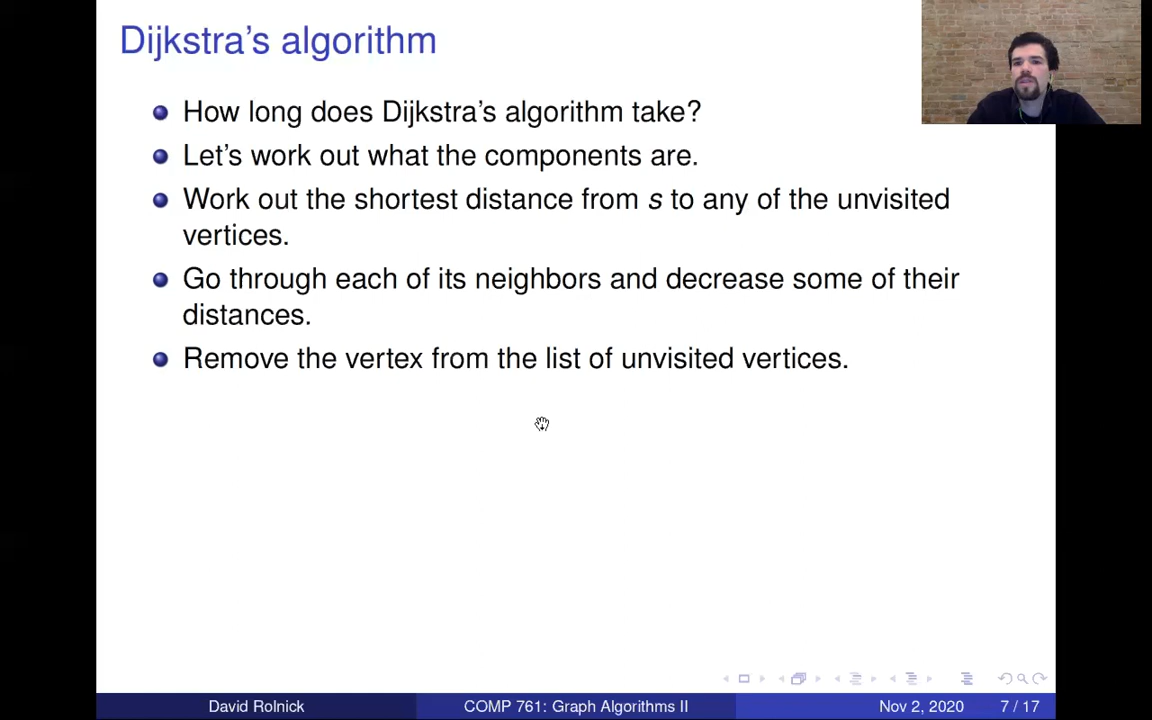 Dijkstra's algorithm
How long does Dijkstra's algorithm take?
Let's work out what the components are.
Work out the shortest distance from s to any of the unvisited
vertices.
Go through each of its neighbors and decrease some of their
distances.
Remove the vertex from the list of unvisited vertices.
David Rolnick
COMP 761: Graph Algorithms II
Nov 2, 2020
7 / 17